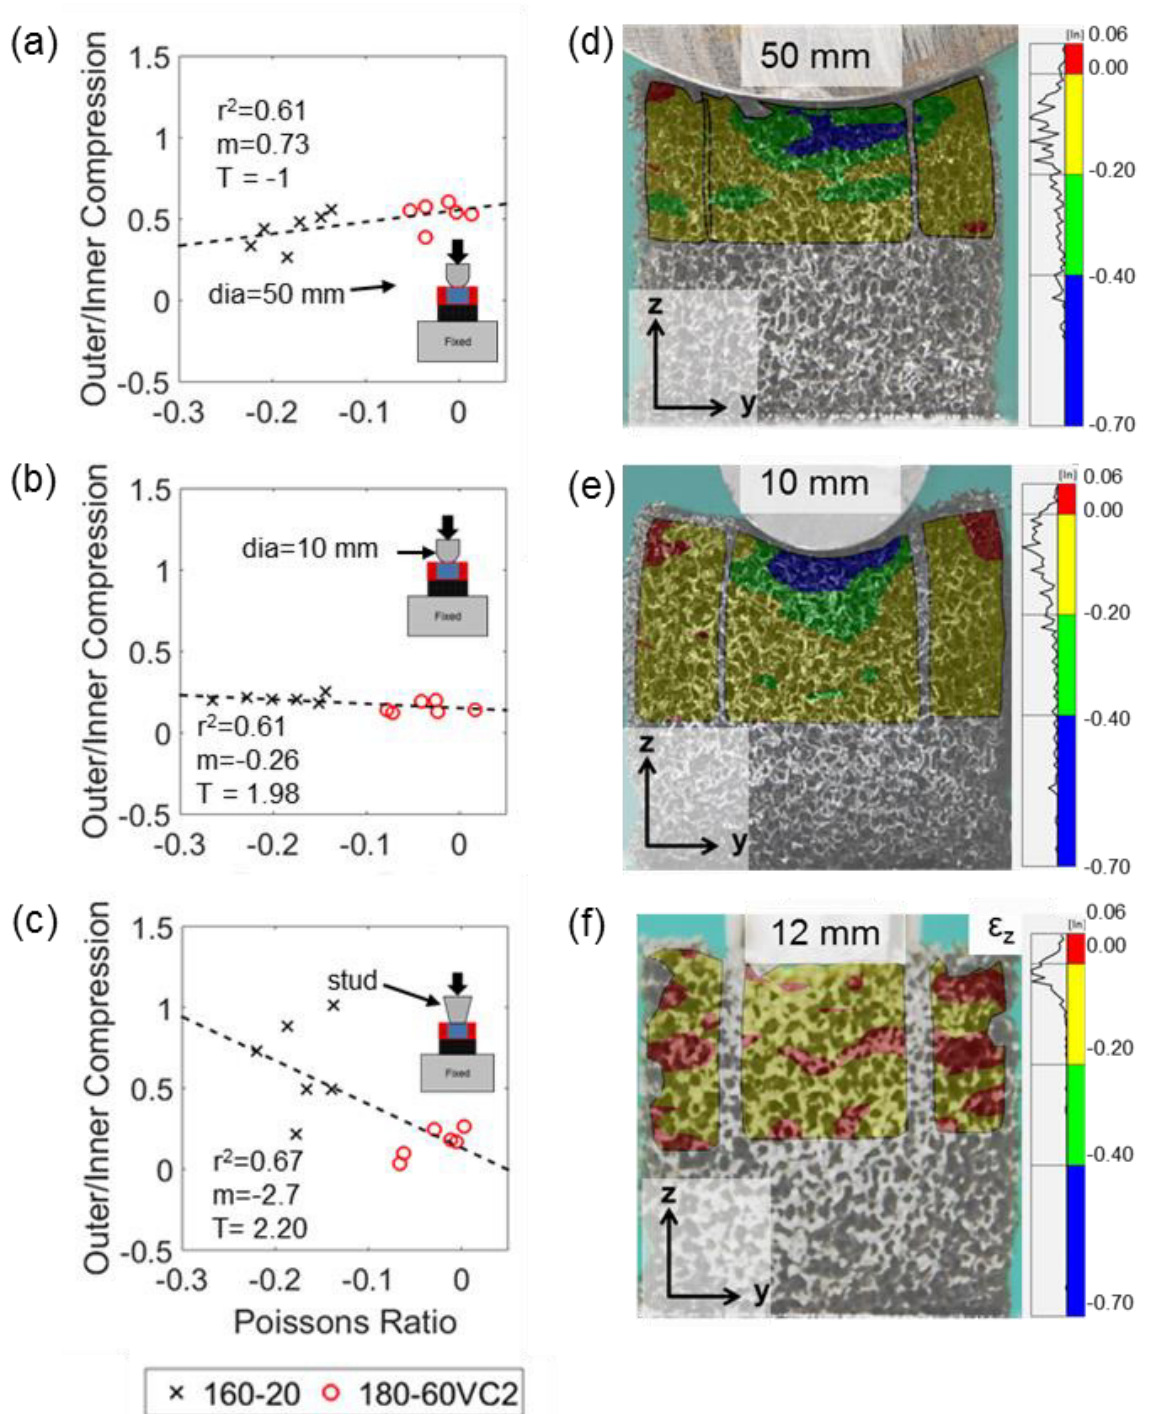 (a)
Outer/Inner Compression
1.5
1
0.5
0
-0.5
r²=0.61
m=0.73
T = -1
dia=50 mm
Fixed
-0.3
-0.2
-0.1
0
(d)
50 mm
z
y
[ln]
0.06
0.00
-0.20
-0.40
-0.70
(b)
Outer/Inner Compression
1.5
1
0.5
0
-0.5
dia=10 mm
Fixed
r²=0.61
m=-0.26
T = 1.98
-0.3
-0.2
-0.1
0
(e)
10 mm
z
y
[ln]
0.06
0.00
-0.20
-0.40
-0.70
(c)
Outer/Inner Compression
1.5
1
0.5
0
-0.5
stud
Fixed
r²=0.67
m=-2.7
T= 2.20
-0.3
-0.2
-0.1
0
Poissons Ratio
(f)
12 mm
εz
z
y
[ln]
0.06
0.00
-0.20
-0.40
-0.70
160-20
180-60VC2